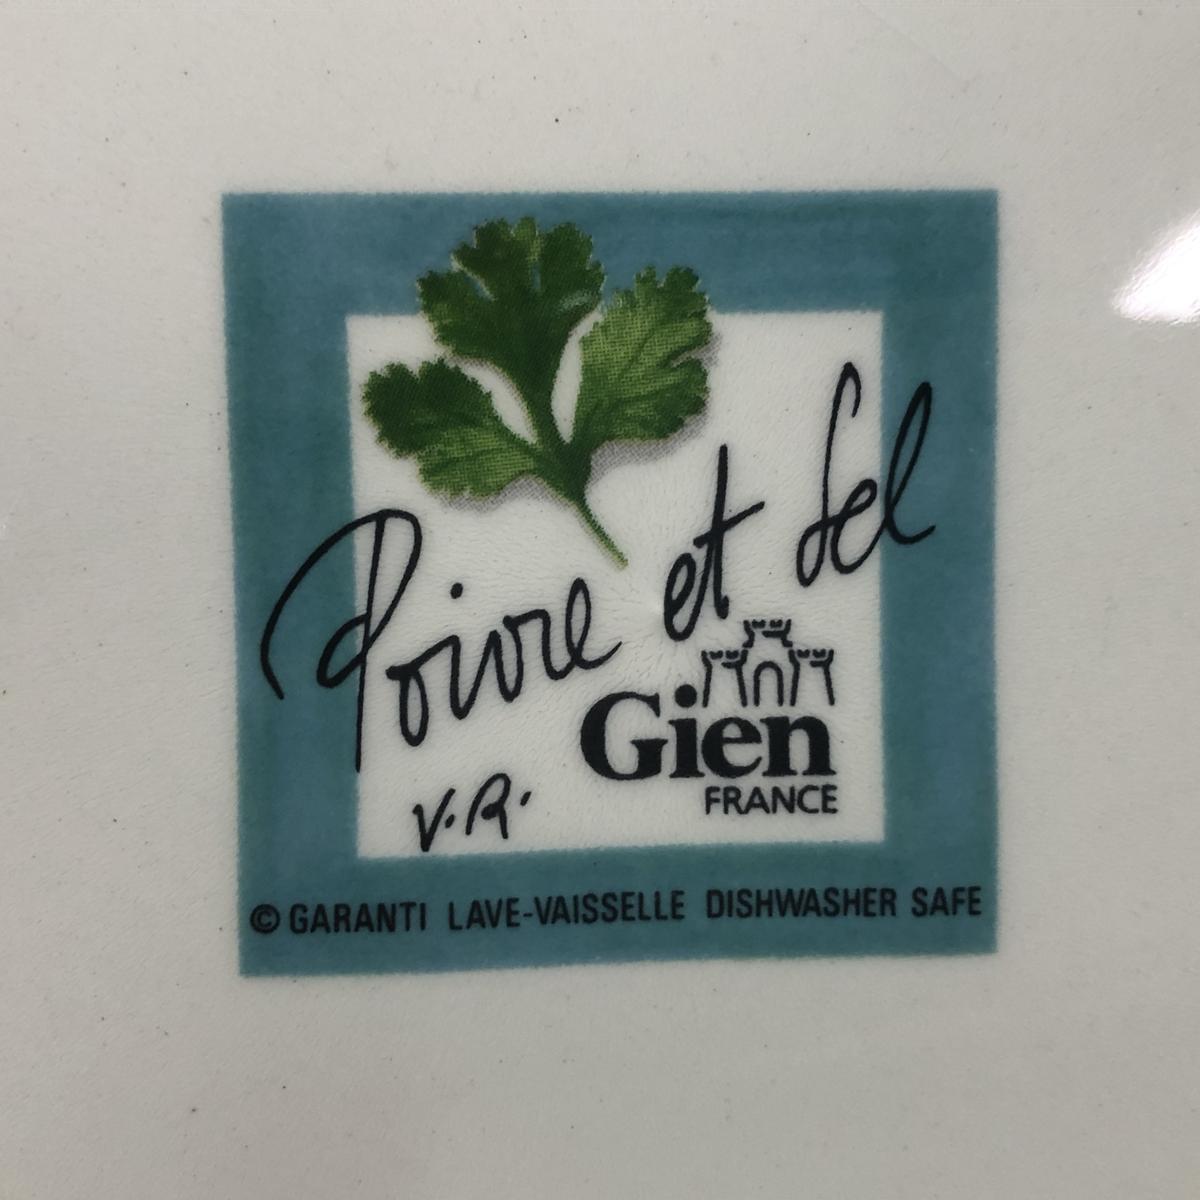 Poivre et Sel
Gien
FRANCE
V.R.
© GARANTI LAVE-VAISSELLE DISHWASHER SAFE